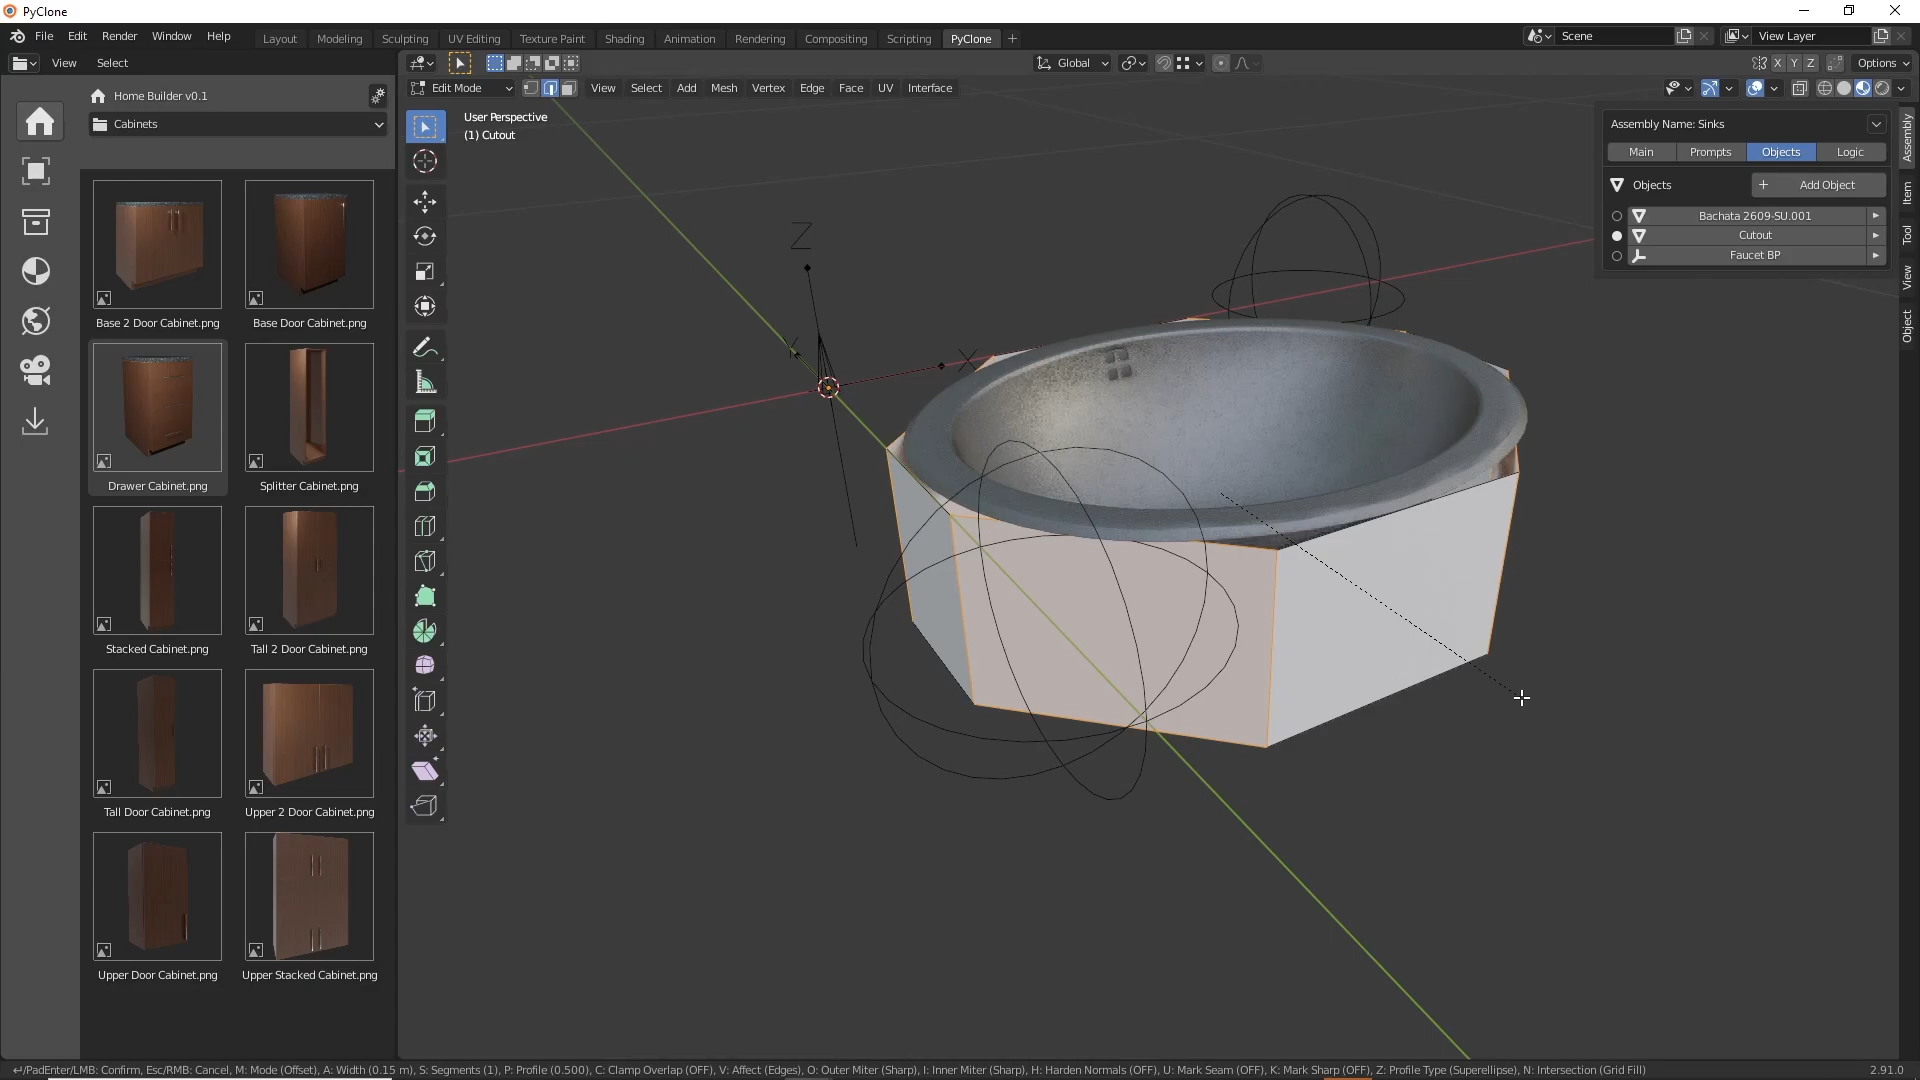 PyClone
File Edit Render Window Help
Layout Modeling Sculpting UV Editing Texture Paint Shading Animation Rendering Compositing Scripting PyClone +
Scene
View Layer
View Select
Global
X Y Z
Options
Home Builder v0.1
Cabinets
Edit Mode
View Select Add Mesh Vertex Edge Face UV Interface
User Perspective
(1) Cutout
Assembly Name: Sinks
Main Prompts Objects Logic
Objects
+ Add Object
Bachata 2609-SU.001
Cutout
Faucet BP
Assembly
Item
Tool
View
Object
Z
X
Base 2 Door Cabinet.png
Base Door Cabinet.png
Drawer Cabinet.png
Splitter Cabinet.png
Stacked Cabinet.png
Tall 2 Door Cabinet.png
Tall Door Cabinet.png
Upper 2 Door Cabinet.png
Upper Door Cabinet.png
Upper Stacked Cabinet.png
↵/PadEnter/LMB: Confirm, Esc/RMB: Cancel, M: Mode (Offset), A: Width (0.15 m), S: Segments (1), P: Profile (0.500), C: Clamp Overlap (OFF), V: Affect (Edges), O: Outer Miter (Sharp), I: Inner Miter (Sharp), H: Harden Normals (OFF), U: Mark Seam (OFF), K: Mark Sharp (OFF), Z: Profile Type (Superellipse), N: Intersection (Grid Fill)
2.91.0